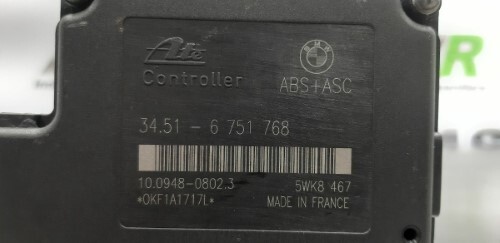 Ate
BMW
Controller
ABS+ASC
34.51 - 6 751 768
10.0948-0802.3
5WK8 467
*OKF1A1717L*
MADE IN FRANCE